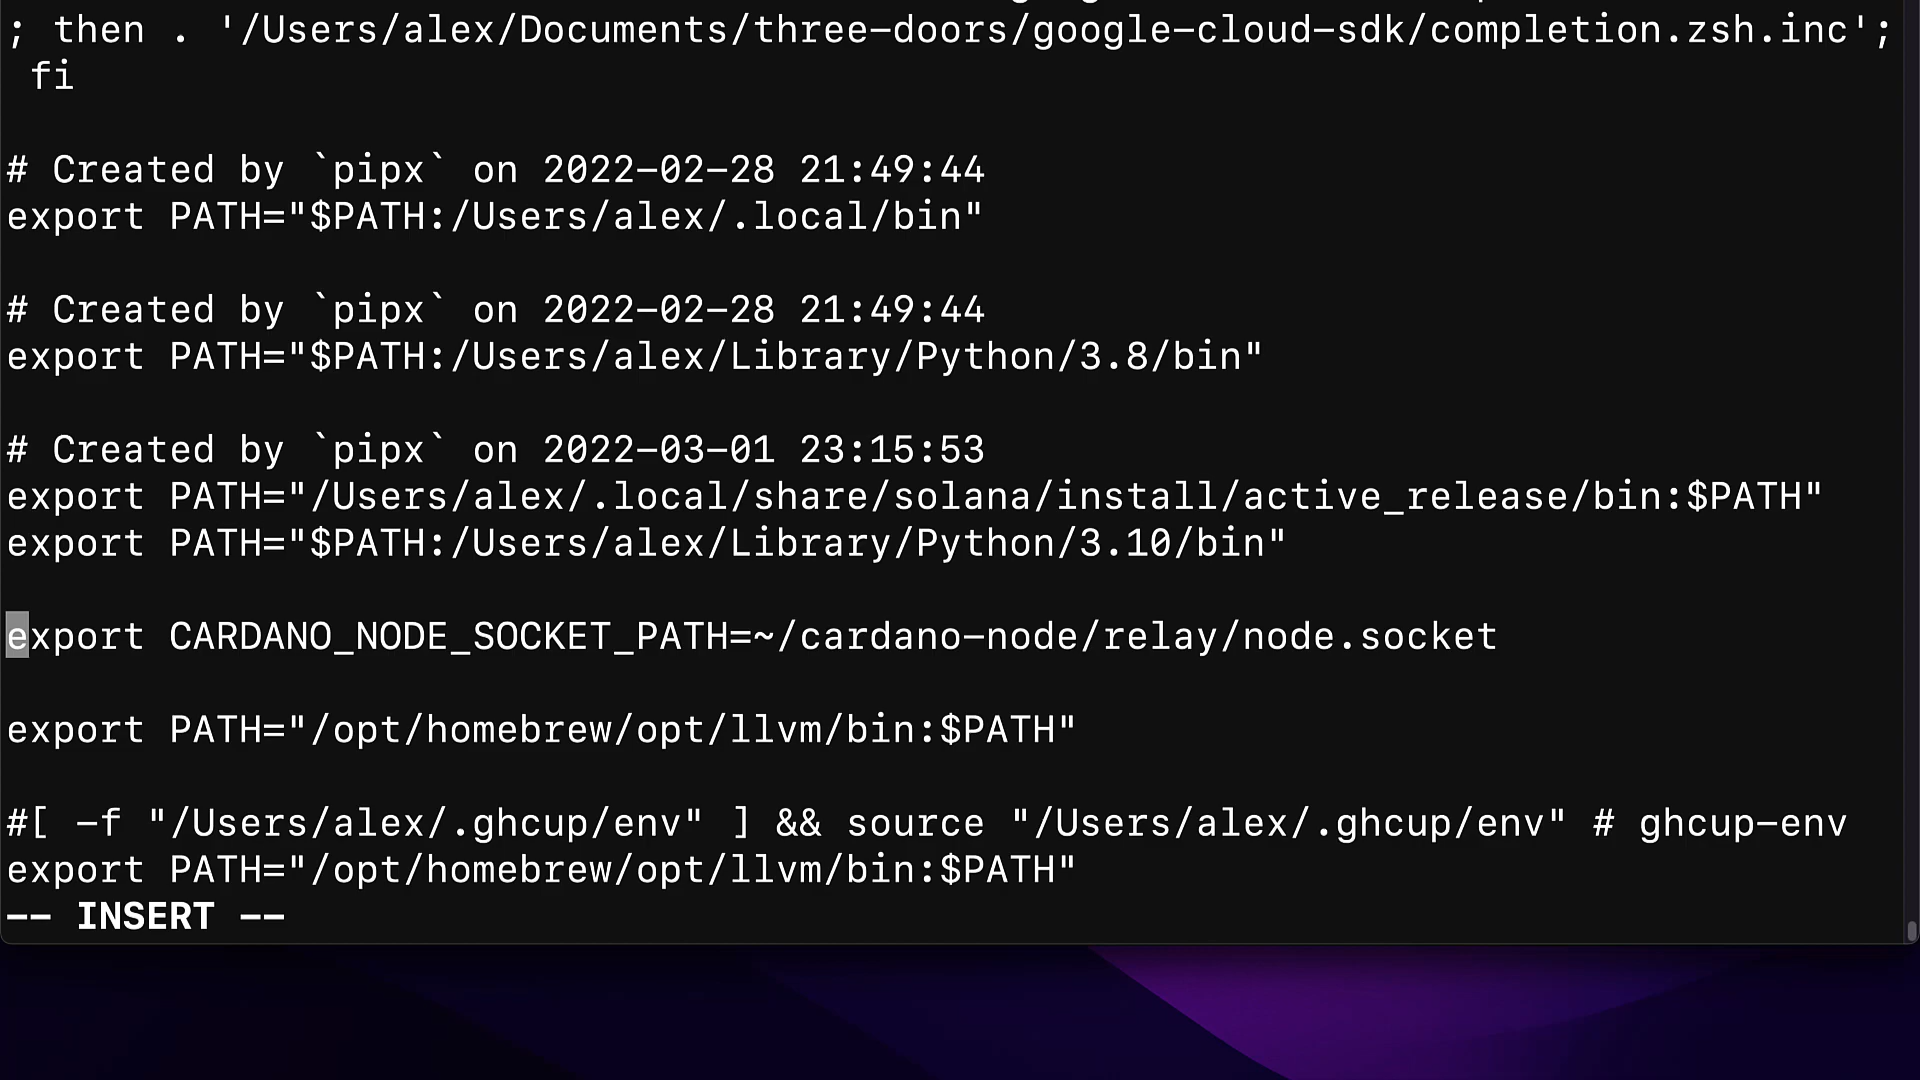 ; then . '/Users/alex/Documents/three-doors/google-cloud-sdk/completion.zsh.inc';
 fi
# Created by `pipx` on 2022-02-28 21:49:44
export PATH="$PATH:/Users/alex/.local/bin"
# Created by `pipx` on 2022-02-28 21:49:44
export PATH="$PATH:/Users/alex/Library/Python/3.8/bin"
# Created by `pipx` on 2022-03-01 23:15:53
export PATH="/Users/alex/.local/share/solana/install/active_release/bin:$PATH"
export PATH="$PATH:/Users/alex/Library/Python/3.10/bin"
export CARDANO_NODE_SOCKET_PATH=~/cardano-node/relay/node.socket
export PATH="/opt/homebrew/opt/llvm/bin:$PATH"
#[ -f "/Users/alex/.ghcup/env" ] && source "/Users/alex/.ghcup/env" # ghcup-env
export PATH="/opt/homebrew/opt/llvm/bin:$PATH"
-- INSERT --